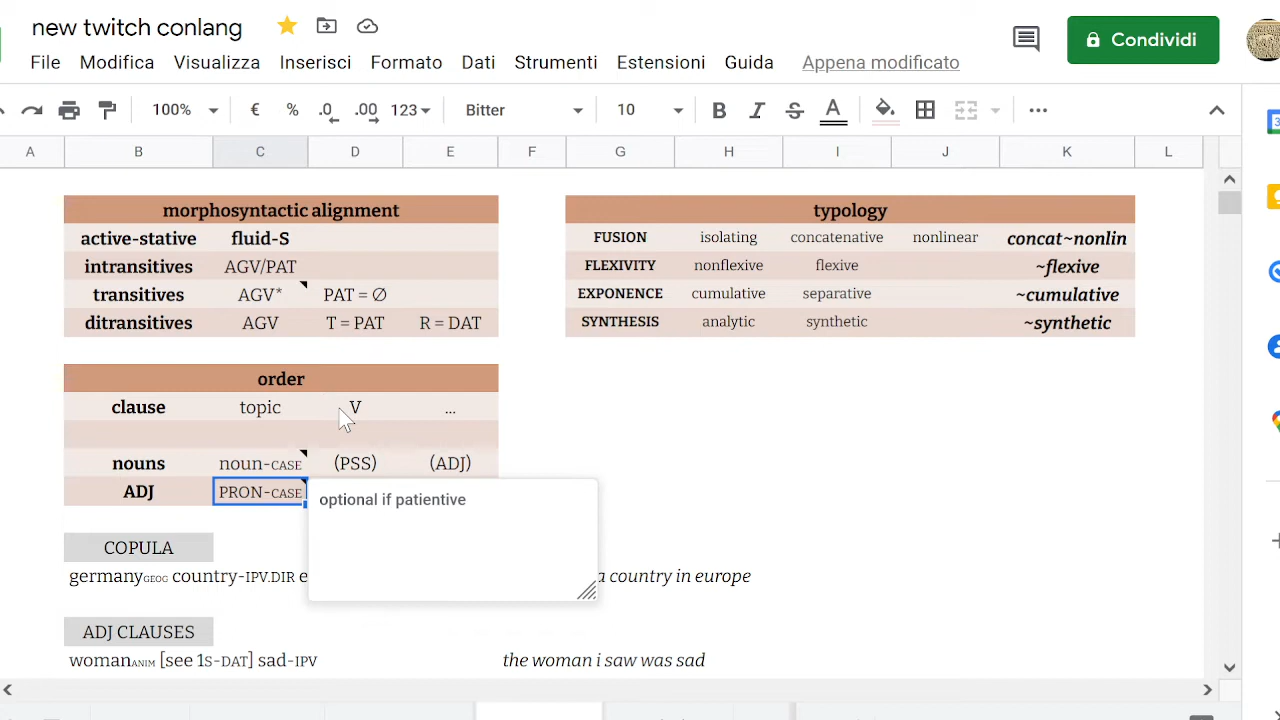 new twitch conlang
Condividi
File Modifica Visualizza Inserisci Formato Dati Strumenti Estensioni Guida Appena modificato
100% € % .0 .00 123 Bitter 10 B I S A
A B C D E F G H I J K L
morphosyntactic alignment
active-stative fluid-S
intransitives AGV/PAT
transitives AGV* PAT = ∅
ditransitives AGV T = PAT R = DAT
typology
FUSION isolating concatenative nonlinear concat~nonlin
FLEXIVITY nonflexive flexive ~flexive
EXPONENCE cumulative separative ~cumulative
SYNTHESIS analytic synthetic ~synthetic
order
clause topic V ...
nouns noun-CASE (PSS) (ADJ)
ADJ PRON-CASE
optional if patientive
COPULA
germanyGEOG country-IPV.DIR e a country in europe
ADJ CLAUSES
womanANIM [see 1S-DAT] sad-IPV the woman i saw was sad